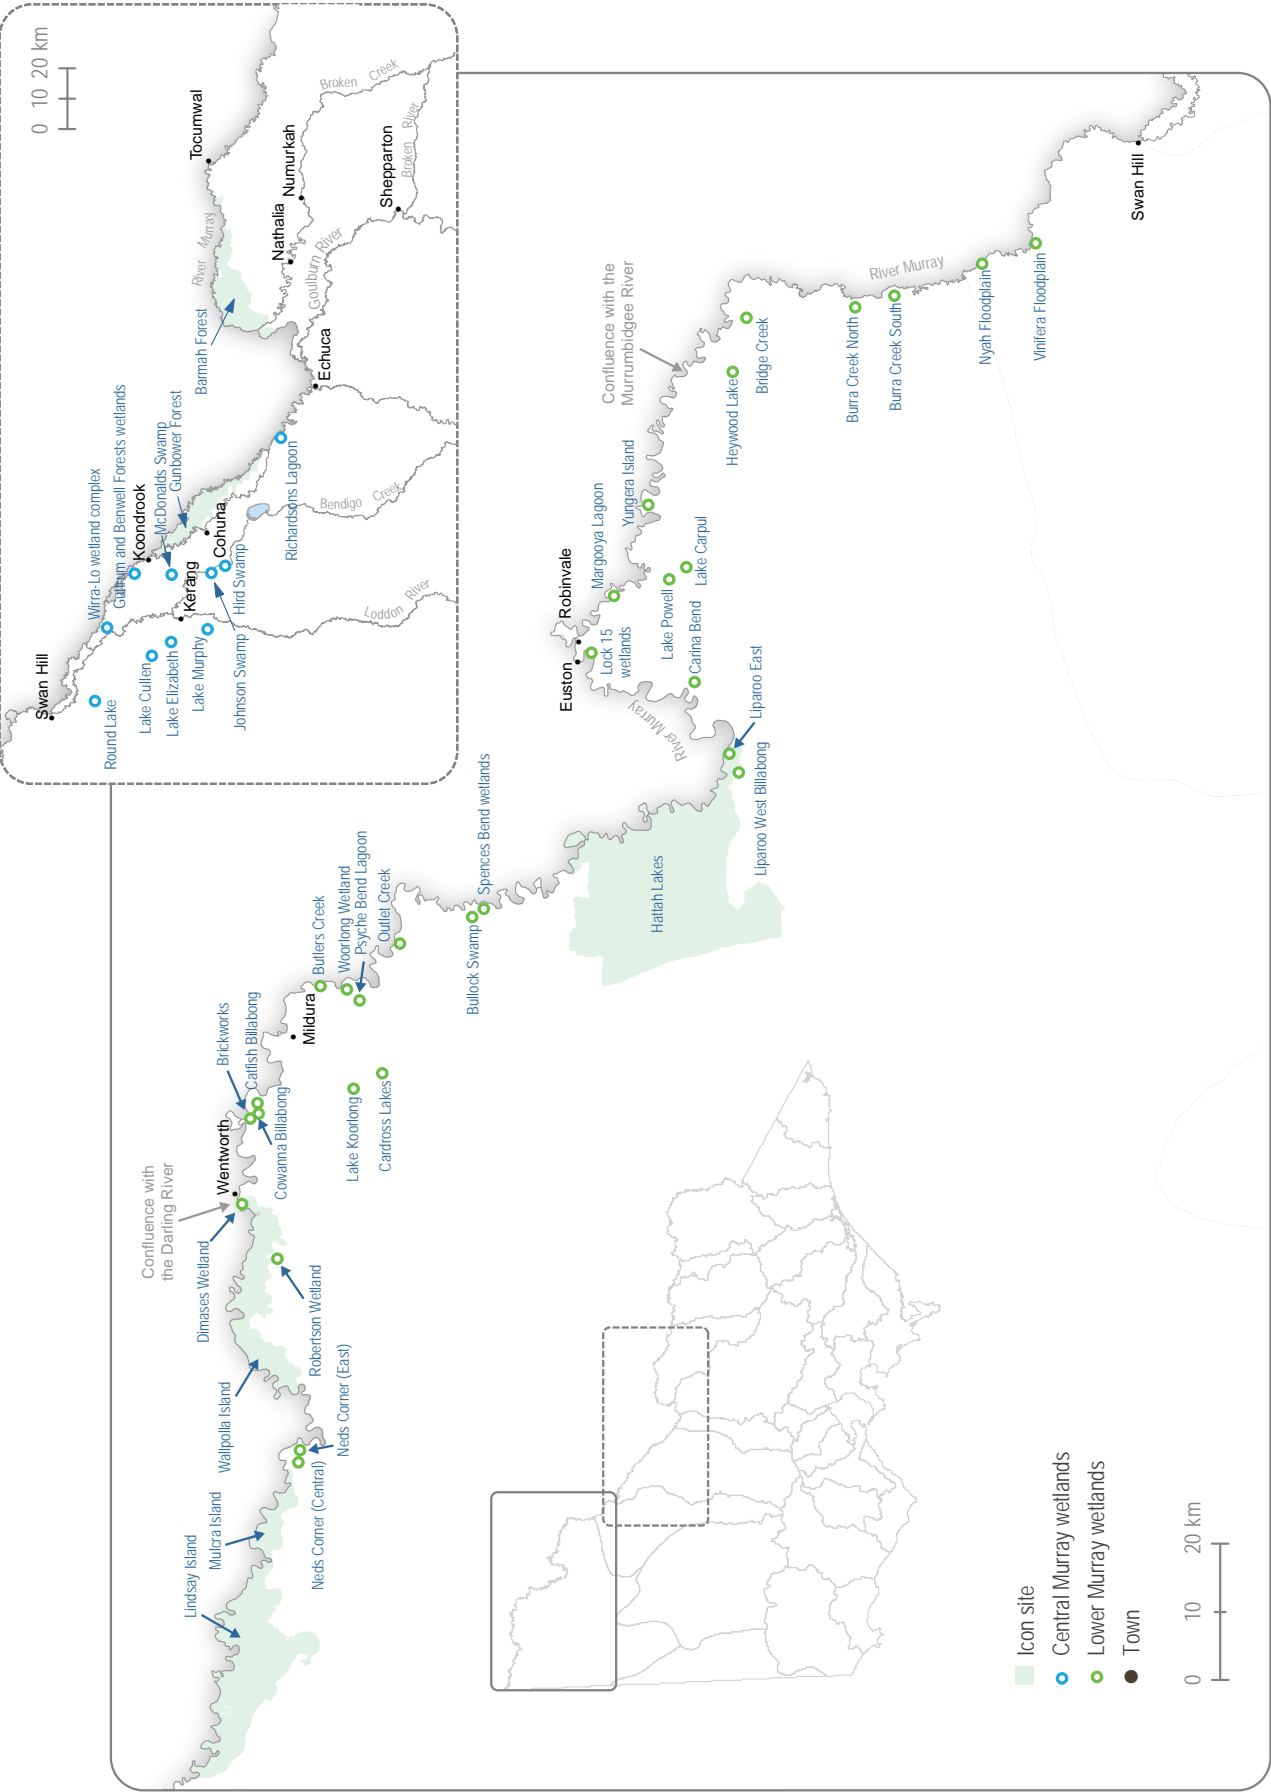 Lindsay Island
Mulcra Island
Wallpolla Island
Neds Corner (Central)
Neds Corner (East)
Robertson Wetland
Dimases Wetland
Confluence with
the Darling River
Wentworth
Cowanna Billabong
Brickworks
Catfish Billabong
Mildura
Butlers Creek
Woorlong Wetland
Psyche Bend Lagoon
Outlet Creek
Lake Koorlong
Cardross Lakes
Bullock Swamp
Spences Bend wetlands
Hattah Lakes
Liparoo West Billabong
Liparoo East
River Murray
Carina Bend
Euston
Robinvale
Lock 15
wetlands
Margooya Lagoon
Lake Powell
Lake Carpul
Yungera Island
Confluence with the
Murrumbidgee River
Heywood Lake
Bridge Creek
Burra Creek North
Burra Creek South
River Murray
Nyah Floodplain
Vinifera Floodplain
Swan Hill
0 10 20 km
Swan Hill
Round Lake
Lake Cullen
Lake Elizabeth
Lake Murphy
Johnson Swamp
Hird Swamp
Wirra-Lo wetland complex
Guttrum and Benwell Forests wetlands
Koondrook
McDonalds Swamp
Gunbower Forest
Kerang
Cohuna
Richardsons Lagoon
Loddon River
Bendigo Creek
Echuca
Barmah Forest
River Murray
Goulburn River
Nathalia
Numurkah
Tocumwal
Shepparton
Broken River
Broken Creek
Icon site
Central Murray wetlands
Lower Murray wetlands
Town
0 10 20 km